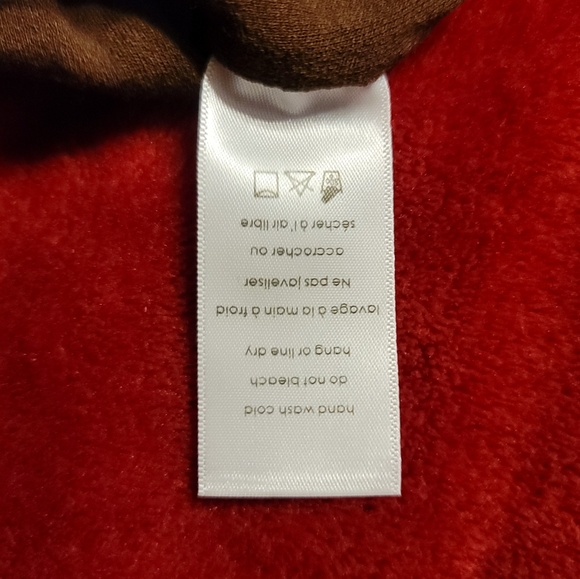 hand wash cold
do not bleach
hang or line dry
lavage à la main à froid
Ne pas javeliser
accrocher ou
sécher à l'air libre